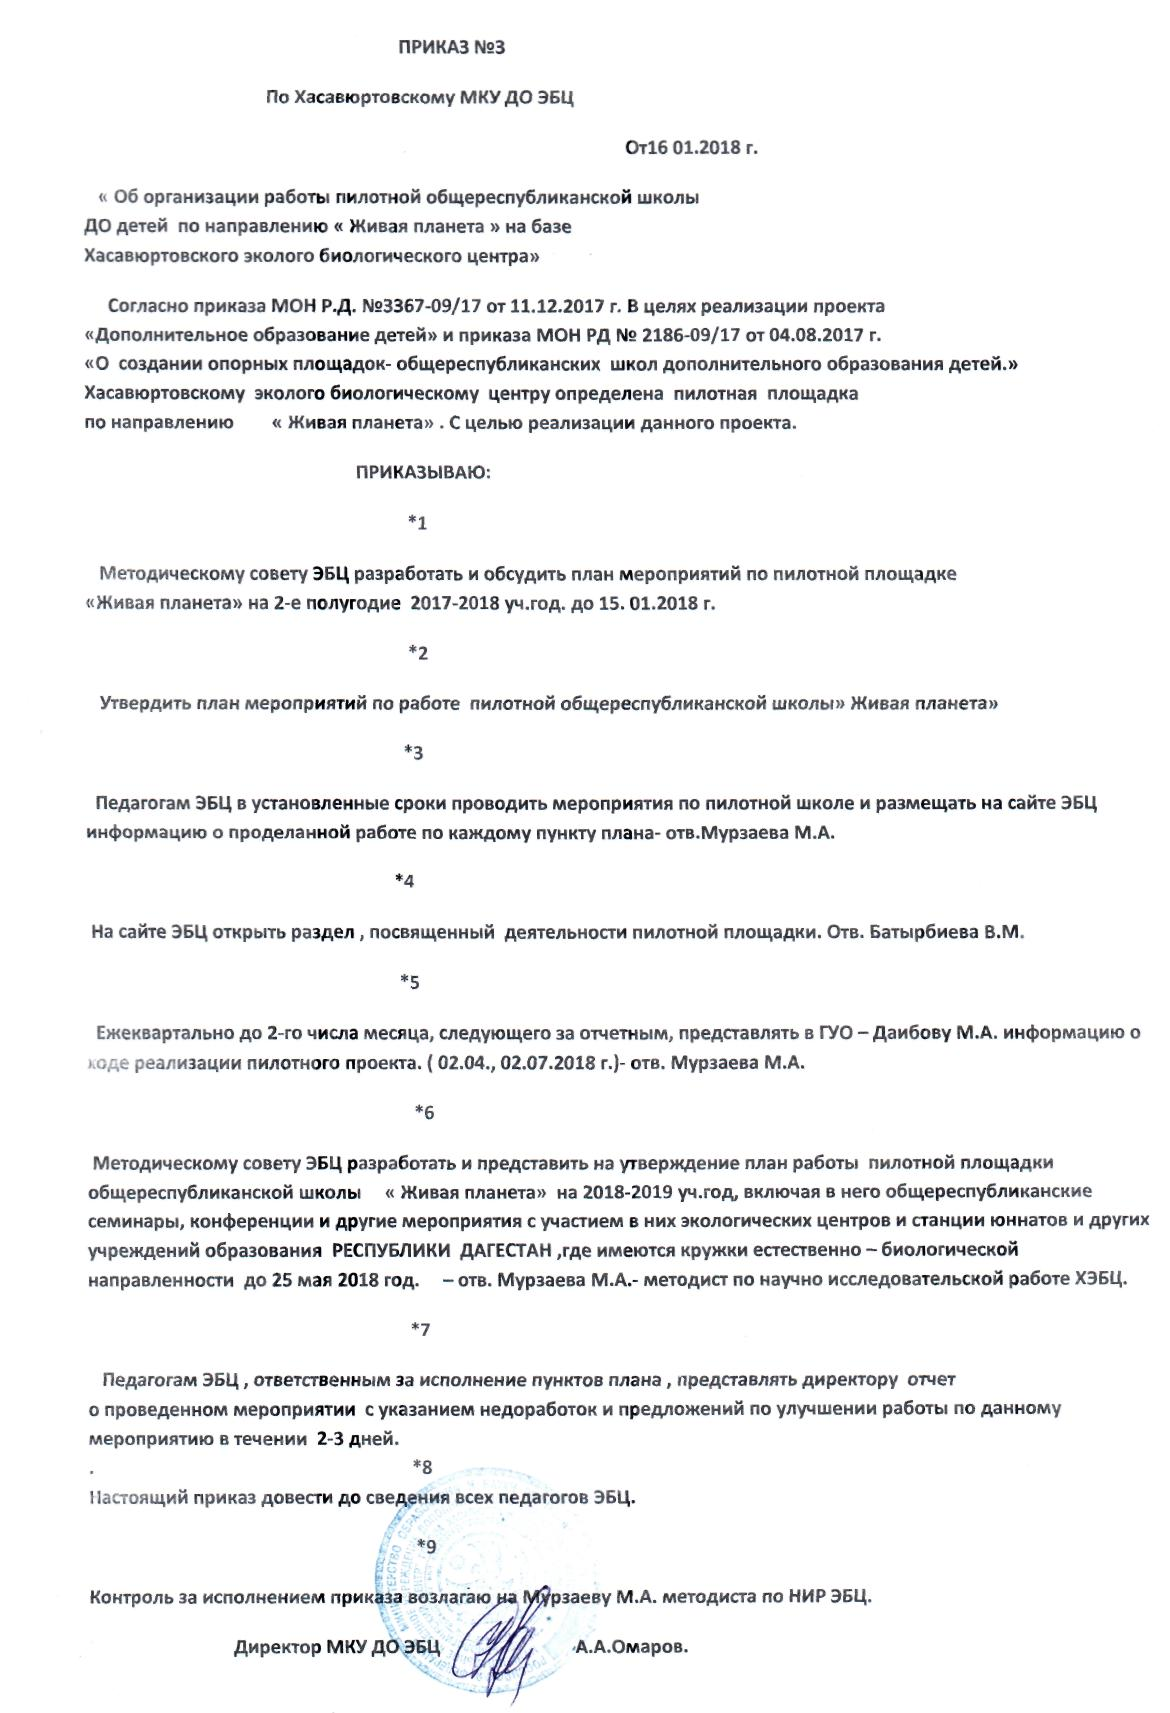 ПРИКАЗ №3
По Хасавюртовскому МКУ ДО ЭБЦ
От16 01.2018 г.
« Об организации работы пилотной общереспубликанской школы
ДО детей по направлению « Живая планета » на базе
Хасавюртовского эколого биологического центра»
Согласно приказа МОН Р.Д. №3367-09/17 от 11.12.2017 г. В целях реализации проекта
«Дополнительное образование детей» и приказа МОН РД № 2186-09/17 от 04.08.2017 г.
«О создании опорных площадок- общереспубликанских школ дополнительного образования детей.»
Хасавюртовскому эколого биологическому центру определена пилотная площадка
по направлению « Живая планета» . С целью реализации данного проекта.
ПРИКАЗЫВАЮ:
*1
Методическому совету ЭБЦ разработать и обсудить план мероприятий по пилотной площадке
«Живая планета» на 2-е полугодие 2017-2018 уч.год. до 15. 01.2018 г.
*2
Утвердить план мероприятий по работе пилотной общереспубликанской школы» Живая планета»
*3
Педагогам ЭБЦ в установленные сроки проводить мероприятия по пилотной школе и размещать на сайте ЭБЦ
информацию о проделанной работе по каждому пункту плана- отв.Мурзаева М.А.
*4
На сайте ЭБЦ открыть раздел , посвященный деятельности пилотной площадки. Отв. Батырбиева В.М.
*5
Ежеквартально до 2-го числа месяца, следующего за отчетным, представлять в ГУО – Даибову М.А. информацию о
ходе реализации пилотного проекта. ( 02.04., 02.07.2018 г.)- отв. Мурзаева М.А.
*6
Методическому совету ЭБЦ разработать и представить на утверждение план работы пилотной площадки
общереспубликанской школы « Живая планета» на 2018-2019 уч.год, включая в него общереспубликанские
семинары, конференции и другие мероприятия с участием в них экологических центров и станции юннатов и других
учреждений образования РЕСПУБЛИКИ ДАГЕСТАН ,где имеются кружки естественно – биологической
направленности до 25 мая 2018 год. – отв. Мурзаева М.А.- методист по научно исследовательской работе ХЭБЦ.
*7
Педагогам ЭБЦ , ответственным за исполнение пунктов плана , представлять директору отчет
о проведенном мероприятии с указанием недоработок и предложений по улучшении работы по данному
мероприятию в течении 2-3 дней.
. *8
Настоящий приказ довести до сведения всех педагогов ЭБЦ.
*9
Контроль за исполнением приказа возлагаю на Мурзаеву М.А. методиста по НИР ЭБЦ.
Директор МКУ ДО ЭБЦ А.А.Омаров.